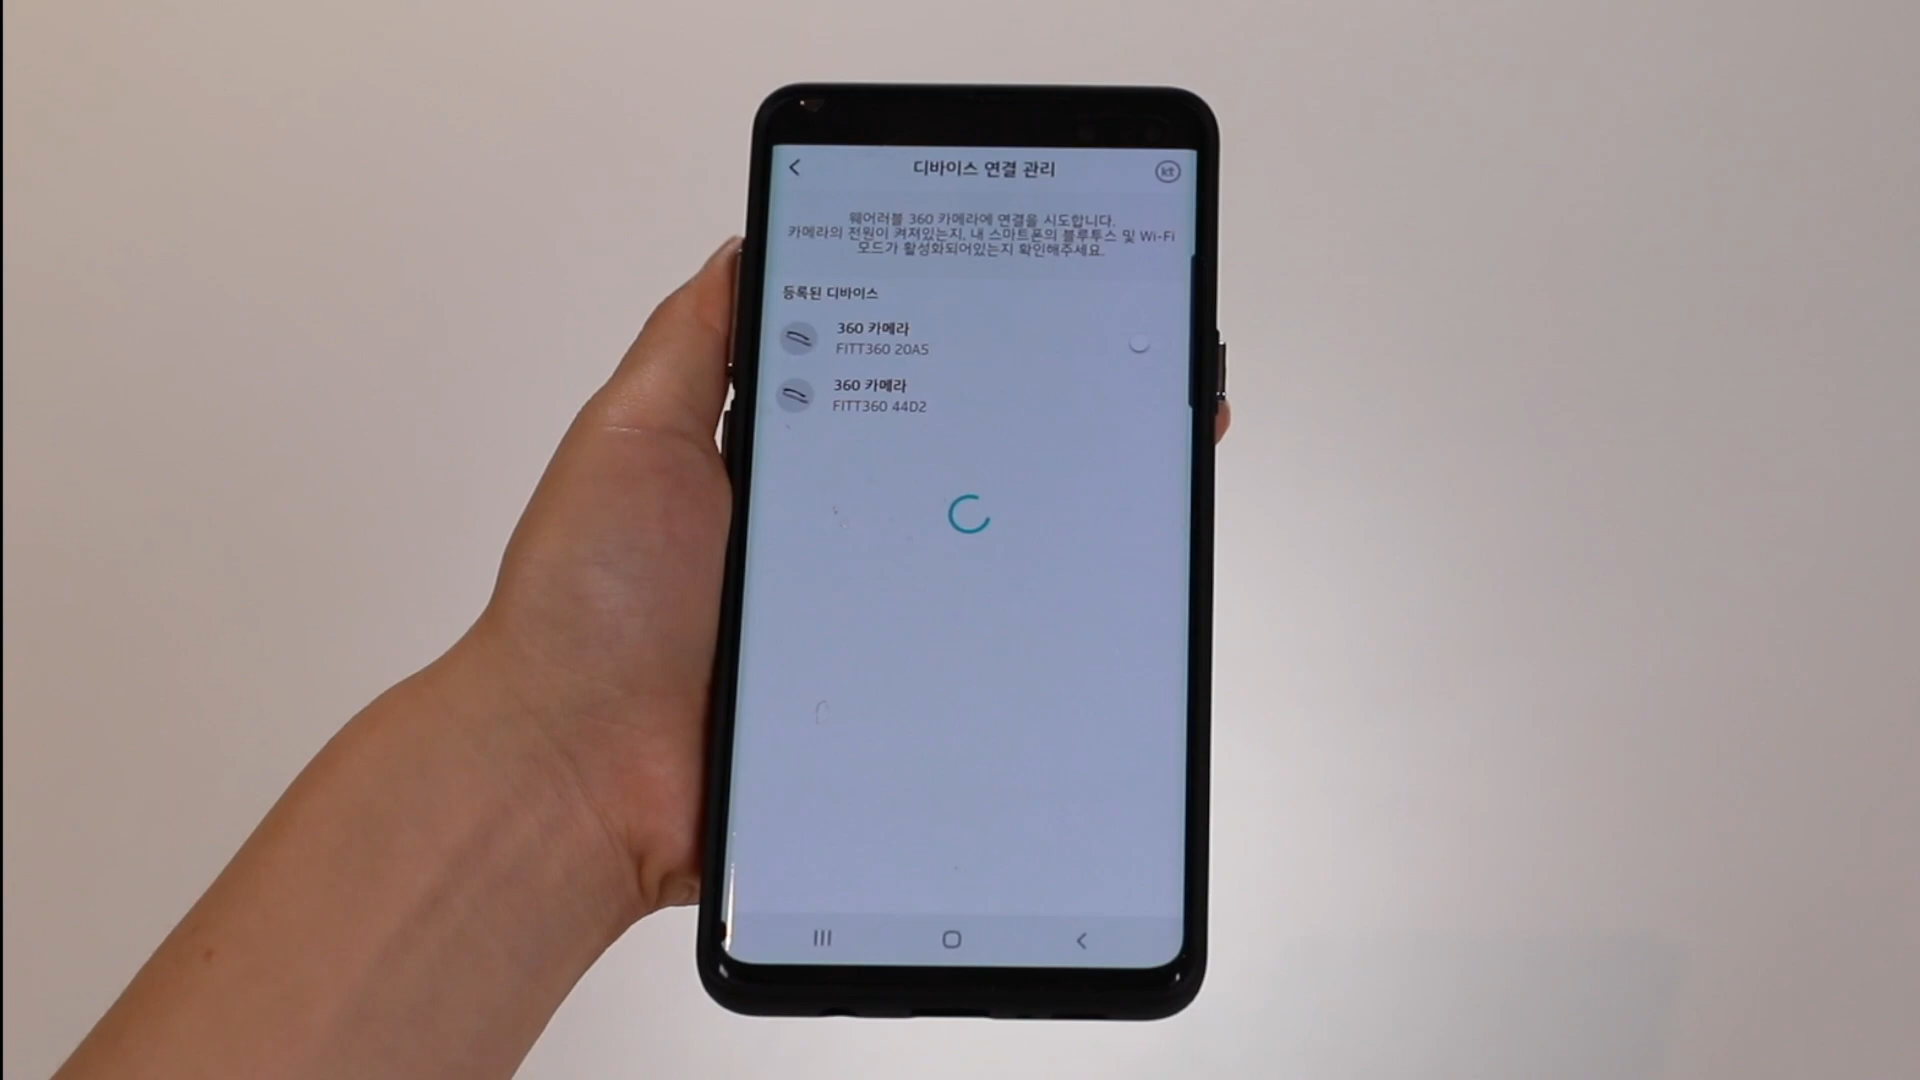 디바이스 연결 관리
kt
웨어러블 360 카메라에 연결을 시도합니다.
카메라의 전원이 켜져있는지, 내 스마트폰의 블루투스 및 Wi-Fi
모드가 활성화되어있는지 확인해주세요.
등록된 디바이스
360 카메라
FITT360 20A5
360 카메라
FITT360 44D2